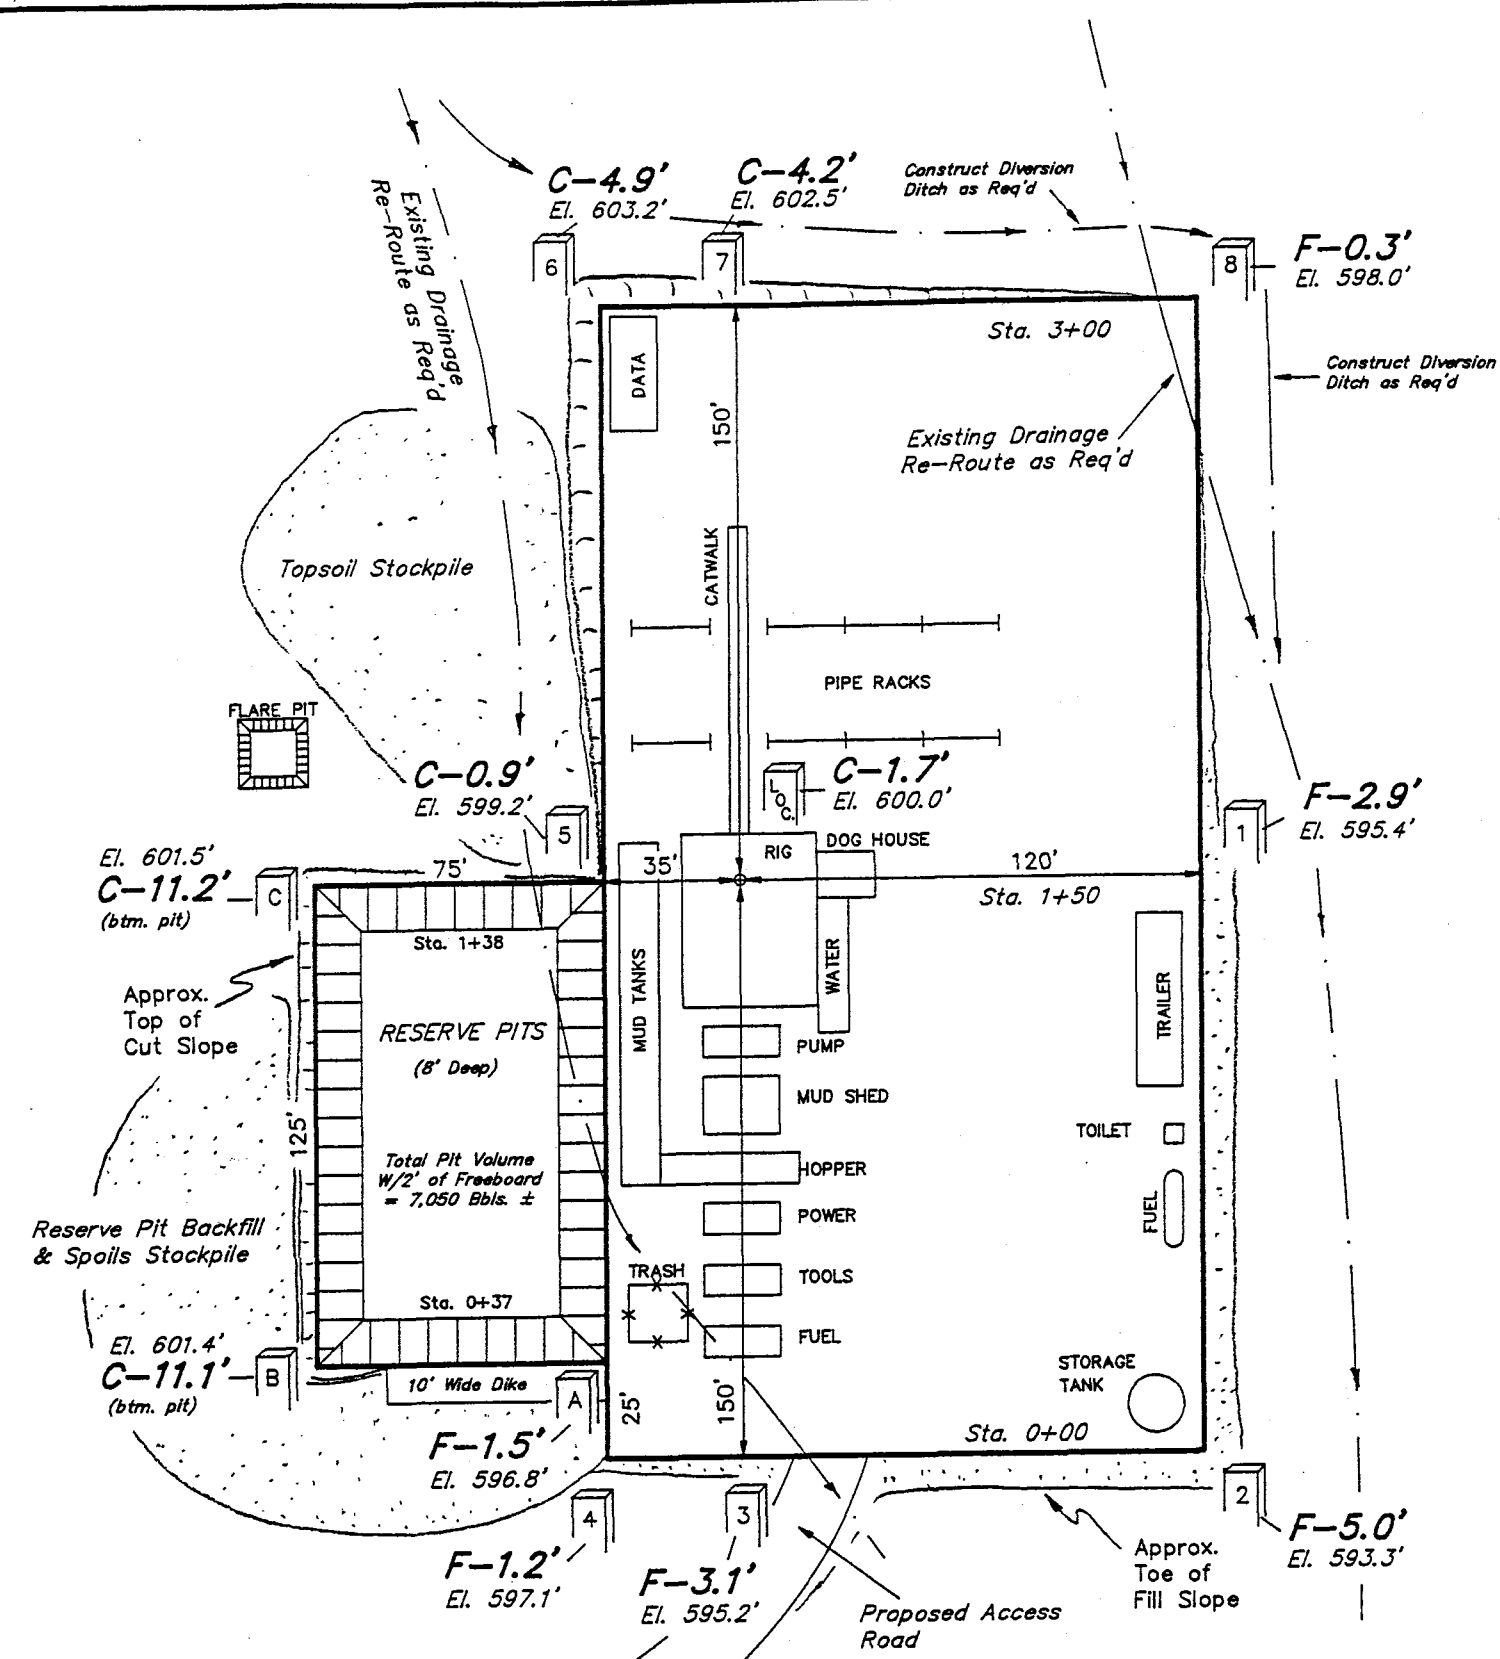 C-4.9'
El. 603.2'
C-4.2'
El. 602.5'
Construct Diversion
Ditch as Req'd
6
7
8
F-0.3'
El. 598.0'
Existing Drainage
Re-Route as Req'd
Sta. 3+00
DATA
Construct Diversion
Ditch as Req'd
150'
Existing Drainage
Re-Route as Req'd
Topsoil Stockpile
CATWALK
PIPE RACKS
FLARE PIT
C-0.9'
El. 599.2'
5
LOC.
C-1.7'
El. 600.0'
1
F-2.9'
El. 595.4'
RIG
DOG HOUSE
El. 601.5'
C-11.2'
(btm. pit)
C
75'
35'
120'
Sta. 1+50
Sta. 1+38
Approx.
Top of
Cut Slope
RESERVE PITS
(8' Deep)
MUD TANKS
WATER
TRAILER
PUMP
MUD SHED
125'
TOILET
Total Pit Volume
W/2' of Freeboard
= 7,050 Bbls. ±
HOPPER
POWER
FUEL
Reserve Pit Backfill
& Spoils Stockpile
TRASH
TOOLS
Sta. 0+37
FUEL
El. 601.4'
C-11.1'
(btm. pit)
B
10' Wide Dike
A
25'
150'
STORAGE
TANK
Sta. 0+00
F-1.5'
El. 596.8'
4
3
2
F-1.2'
El. 597.1'
F-3.1'
El. 595.2'
F-5.0'
El. 593.3'
Approx.
Toe of
Fill Slope
Proposed Access
Road